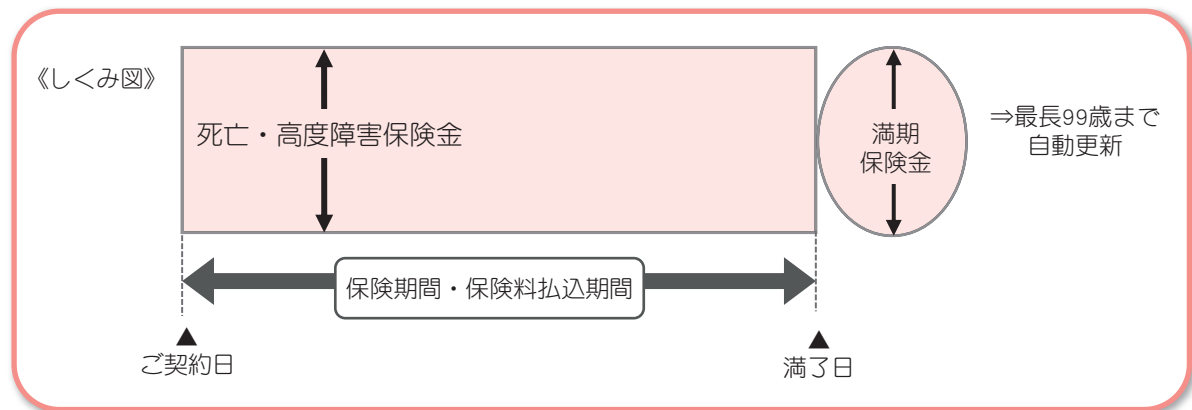 《しくみ図》
死亡・高度障害保険金
満期
保険金
⇒最長99歳まで
自動更新
保険期間・保険料払込期間
▲
ご契約日
▲
満了日